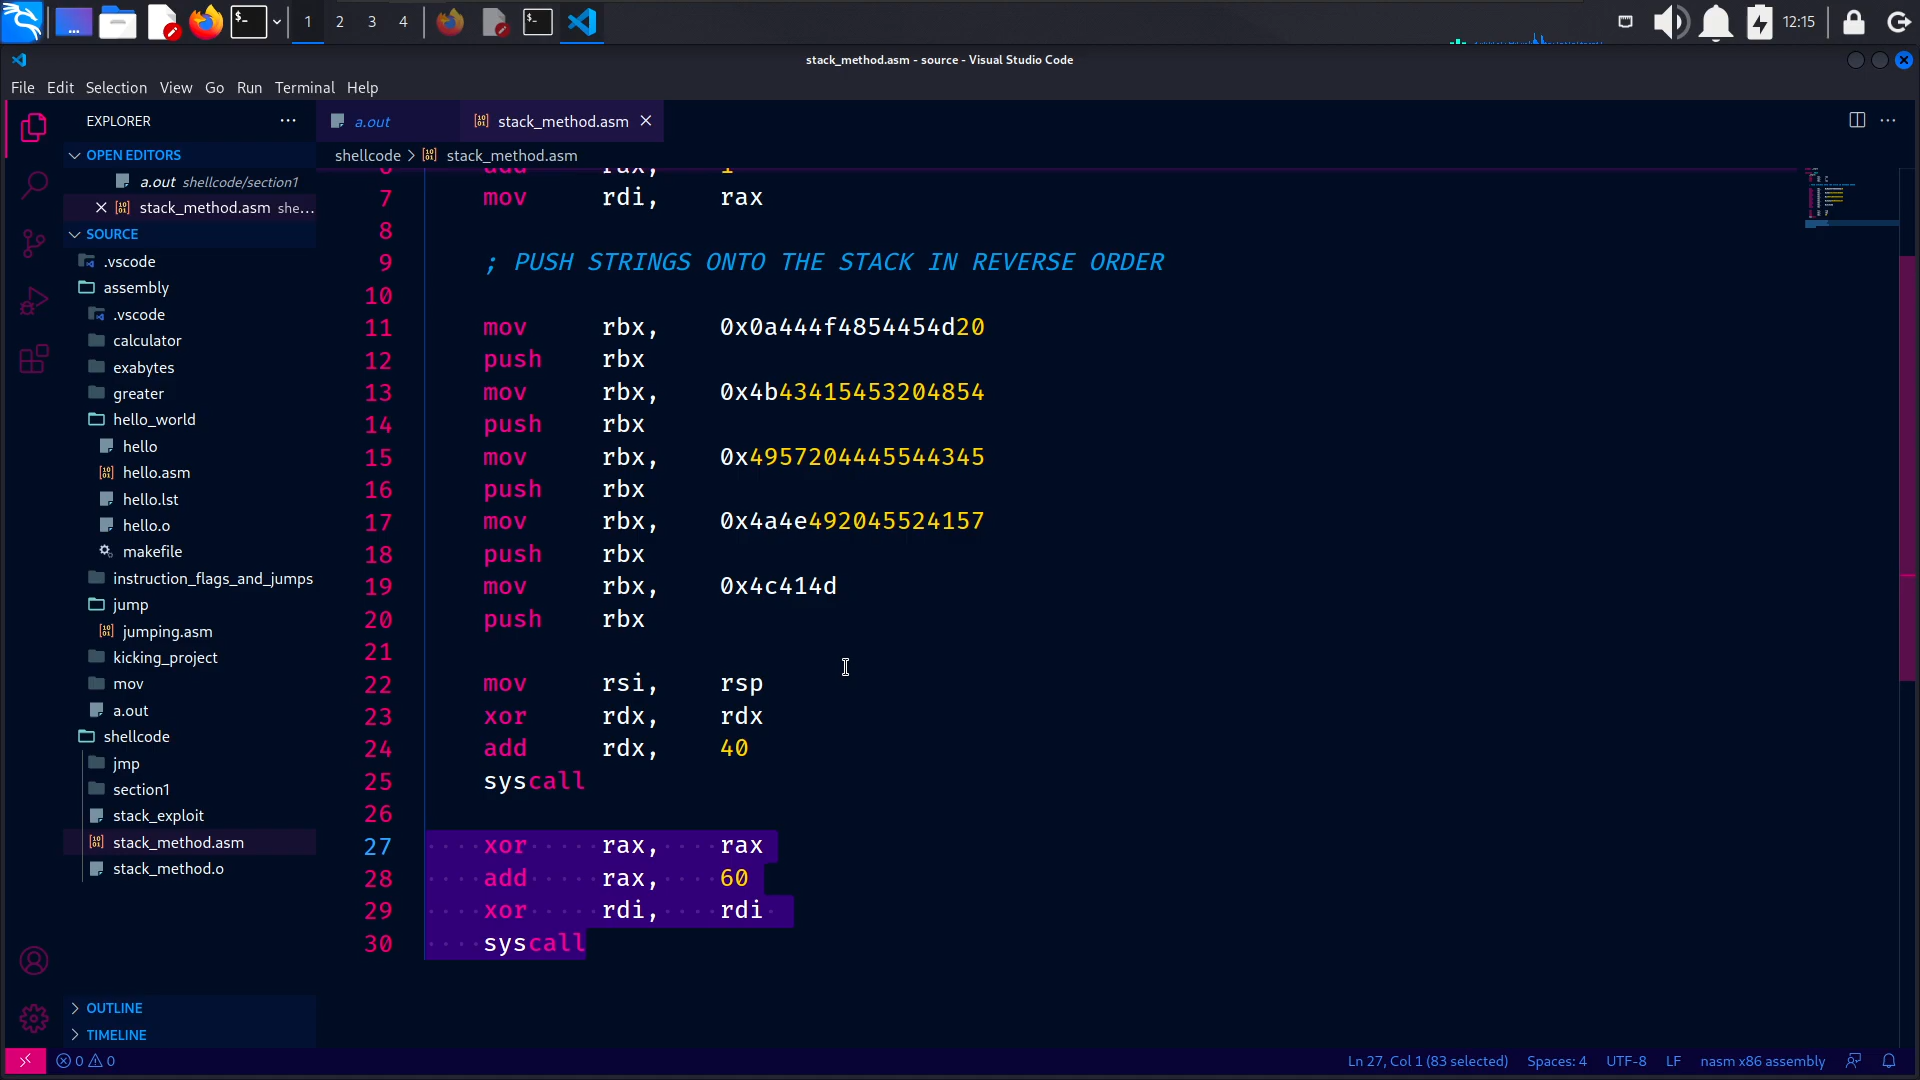 1 2 3 4 12:15
stack_method.asm - source - Visual Studio Code
File Edit Selection View Go Run Terminal Help
EXPLORER
OPEN EDITORS
a.out shellcode/section1
stack_method.asm she...
SOURCE
.vscode
assembly
.vscode
calculator
exabytes
greater
hello_world
hello
hello.asm
hello.lst
hello.o
makefile
instruction_flags_and_jumps
jump
jumping.asm
kicking_project
mov
a.out
shellcode
jmp
section1
stack_exploit
stack_method.asm
stack_method.o
OUTLINE
TIMELINE
a.out stack_method.asm
shellcode > stack_method.asm
6 add rax, 1
7 mov rdi, rax
8
9 ; PUSH STRINGS ONTO THE STACK IN REVERSE ORDER
10
11 mov rbx, 0x0a444f4854454d20
12 push rbx
13 mov rbx, 0x4b43415453204854
14 push rbx
15 mov rbx, 0x4957204445544345
16 push rbx
17 mov rbx, 0x4a4e492045524157
18 push rbx
19 mov rbx, 0x4c414d
20 push rbx
21
22 mov rsi, rsp
23 xor rdx, rdx
24 add rdx, 40
25 syscall
26
27 xor rax, rax
28 add rax, 60
29 xor rdi, rdi
30 syscall
0 0 Ln 27, Col 1 (83 selected) Spaces: 4 UTF-8 LF nasm x86 assembly